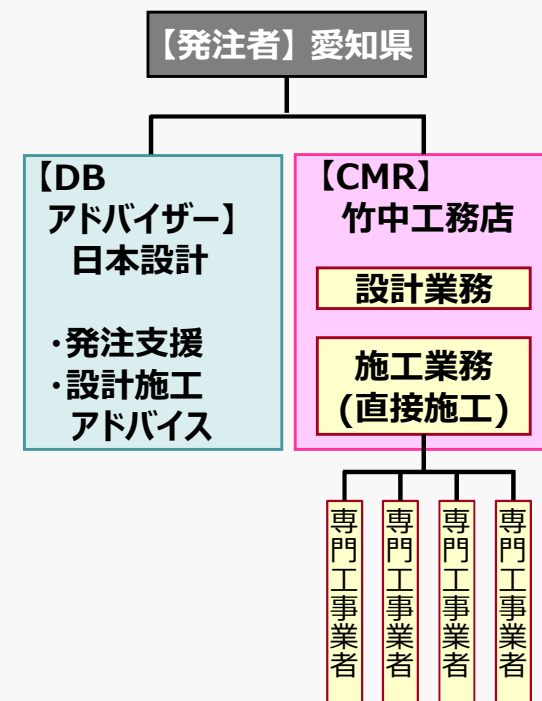 【発注者】愛知県
【DB
アドバイザー】
日本設計
・発注支援
・設計施工
アドバイス
【CMR】
竹中工務店
設計業務
施工業務
(直接施工)
専門工事業者
専門工事業者
専門工事業者
専門工事業者